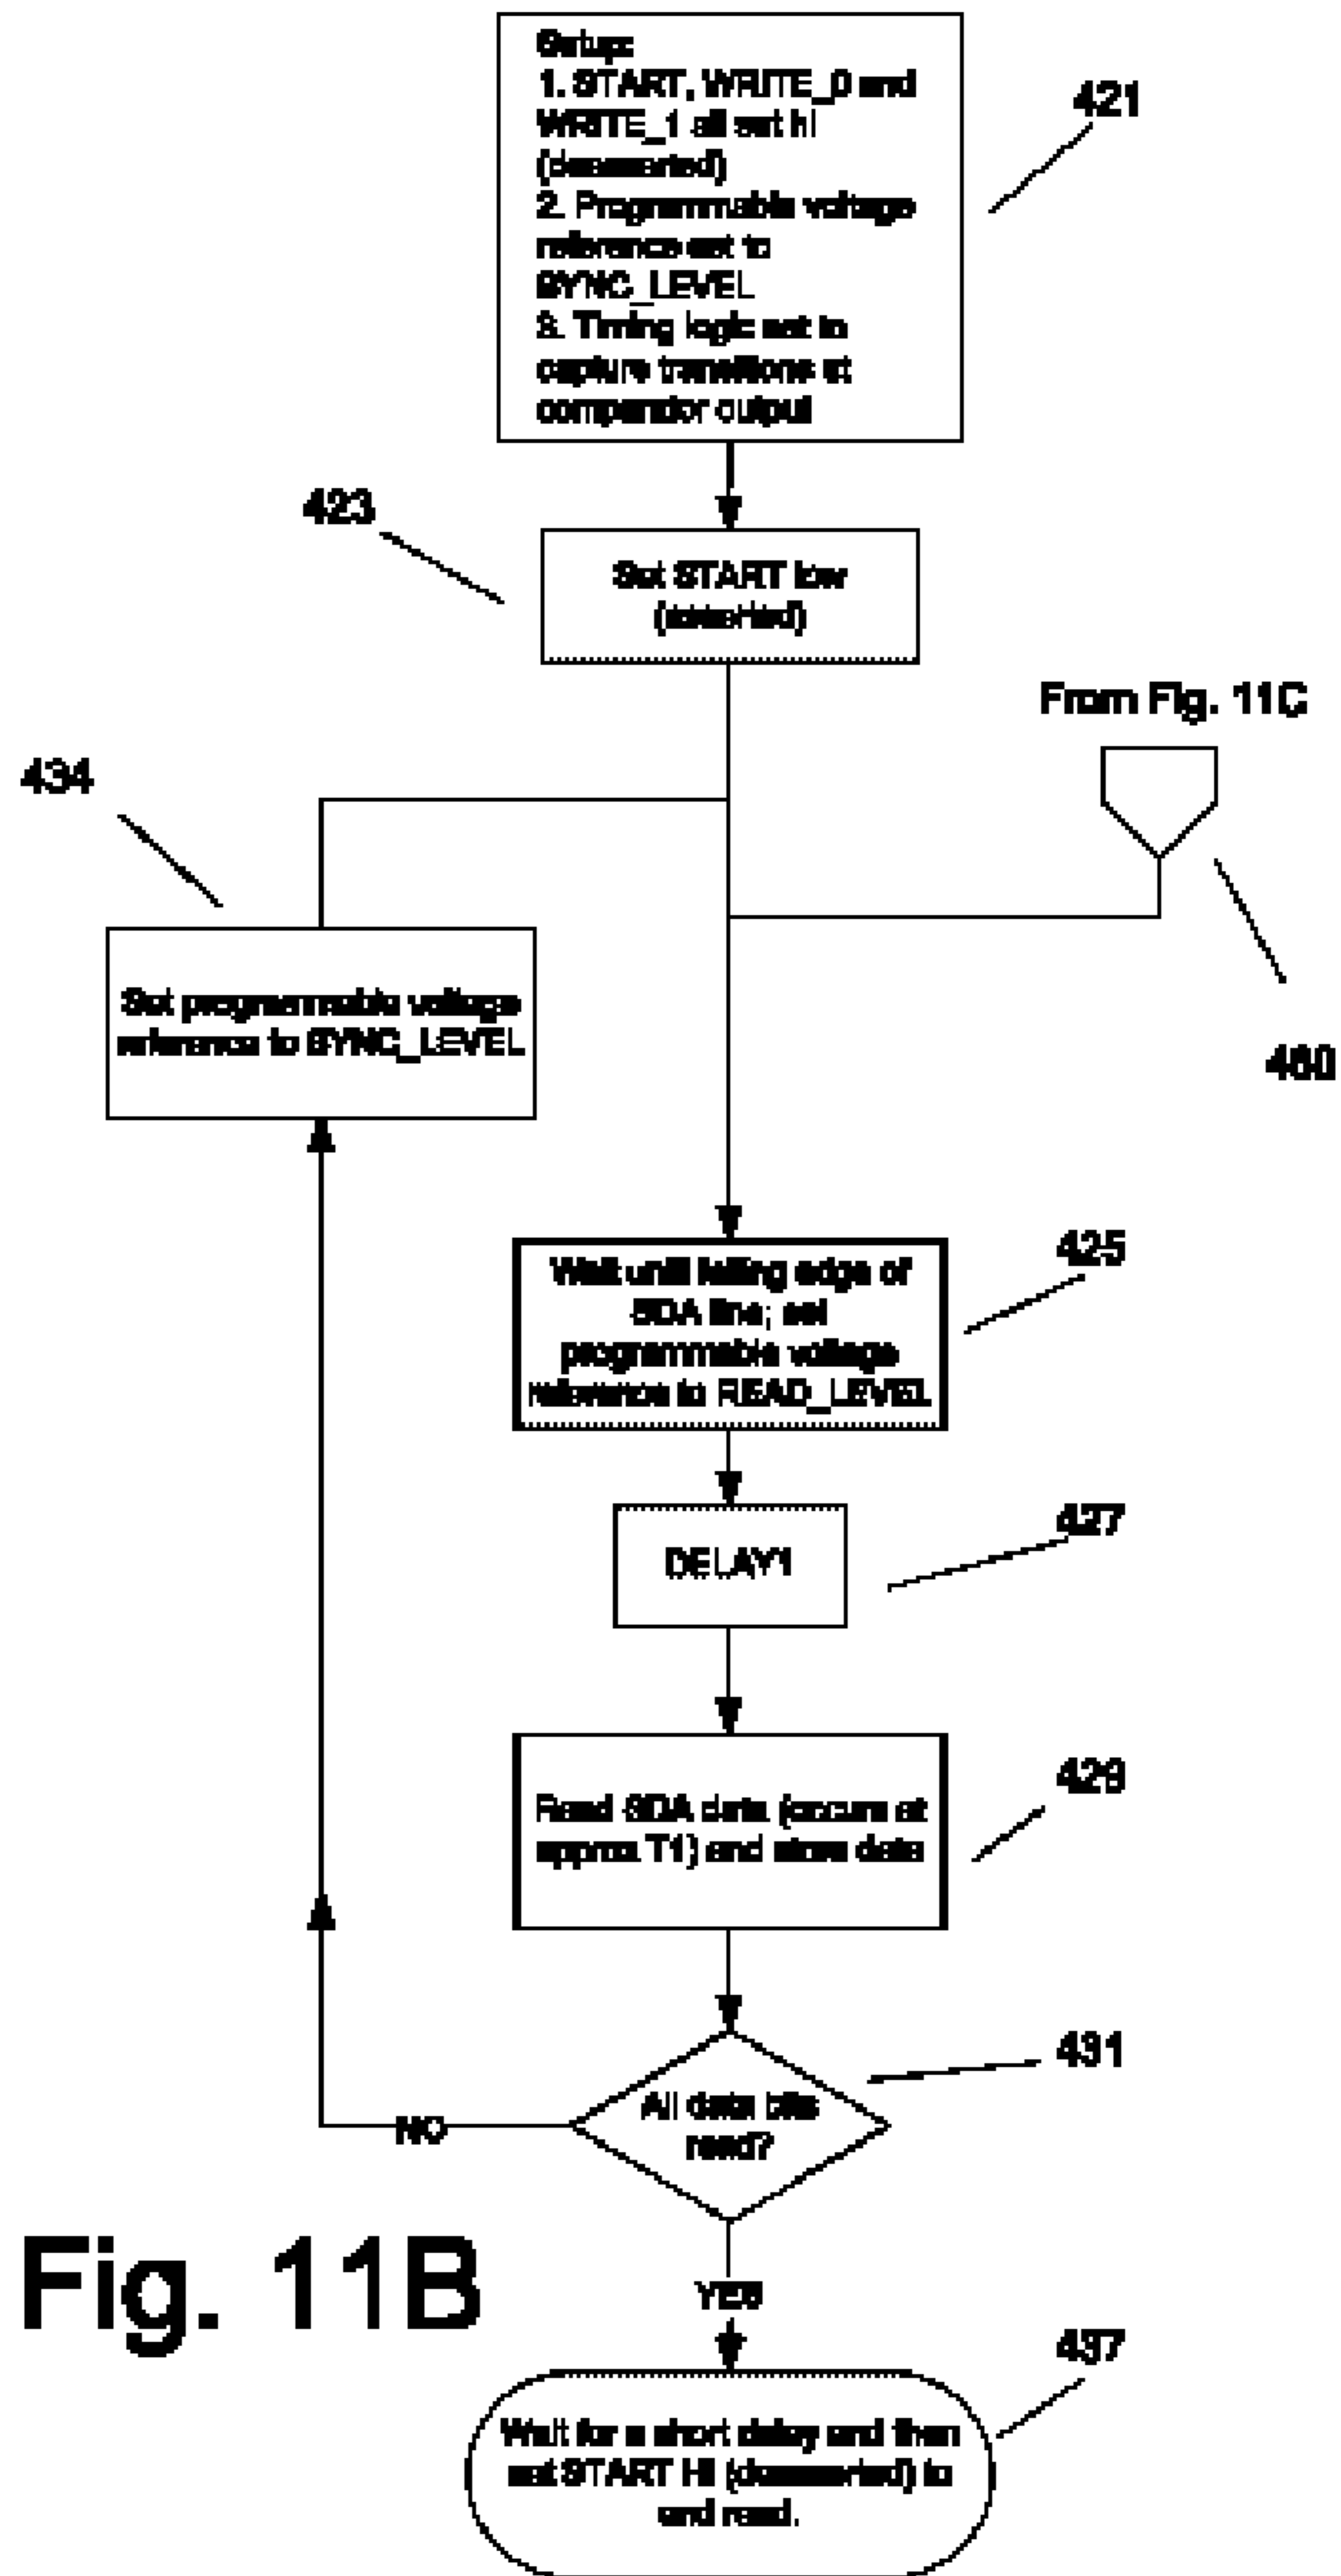 Setup:
1. START, WRITE_0 and
WRITE_1 all set hi
(deasserted)
2. Programmable voltage
reference set to
SYNC_LEVEL
3. Timing logic set to
capture transitions at
comparator output
421
423
Set START low
(asserted)
From Fig. 11C
434
460
Set programmable voltage
reference to SYNC_LEVEL
425
Wait until falling edge of
SDA line; set
programmable voltage
reference to READ_LEVEL
427
DELAY1
429
Read SDA data (occurs at
approx. T1) and store data
431
All data bits
read?
NO
Fig. 11B
YES
437
Wait for a short delay and then
set START HI (deasserted) to
end read.